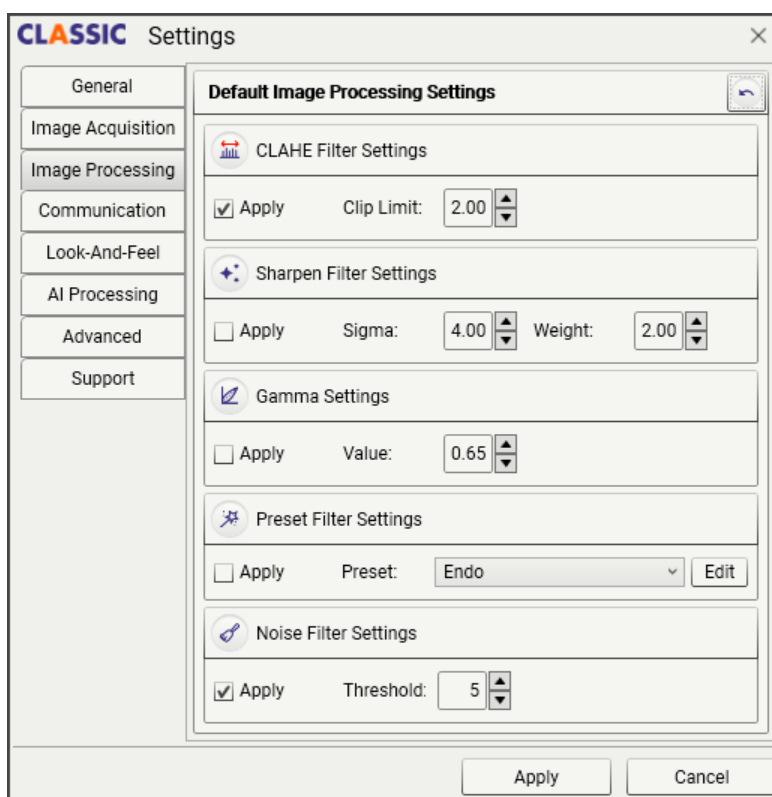 CLASSIC Settings
General
Image Acquisition
Image Processing
Communication
Look-And-Feel
AI Processing
Advanced
Support
Default Image Processing Settings
CLAHE Filter Settings
Apply Clip Limit: 2.00
Sharpen Filter Settings
Apply Sigma: 4.00 Weight: 2.00
Gamma Settings
Apply Value: 0.65
Preset Filter Settings
Apply Preset: Endo Edit
Noise Filter Settings
Apply Threshold: 5
Apply Cancel